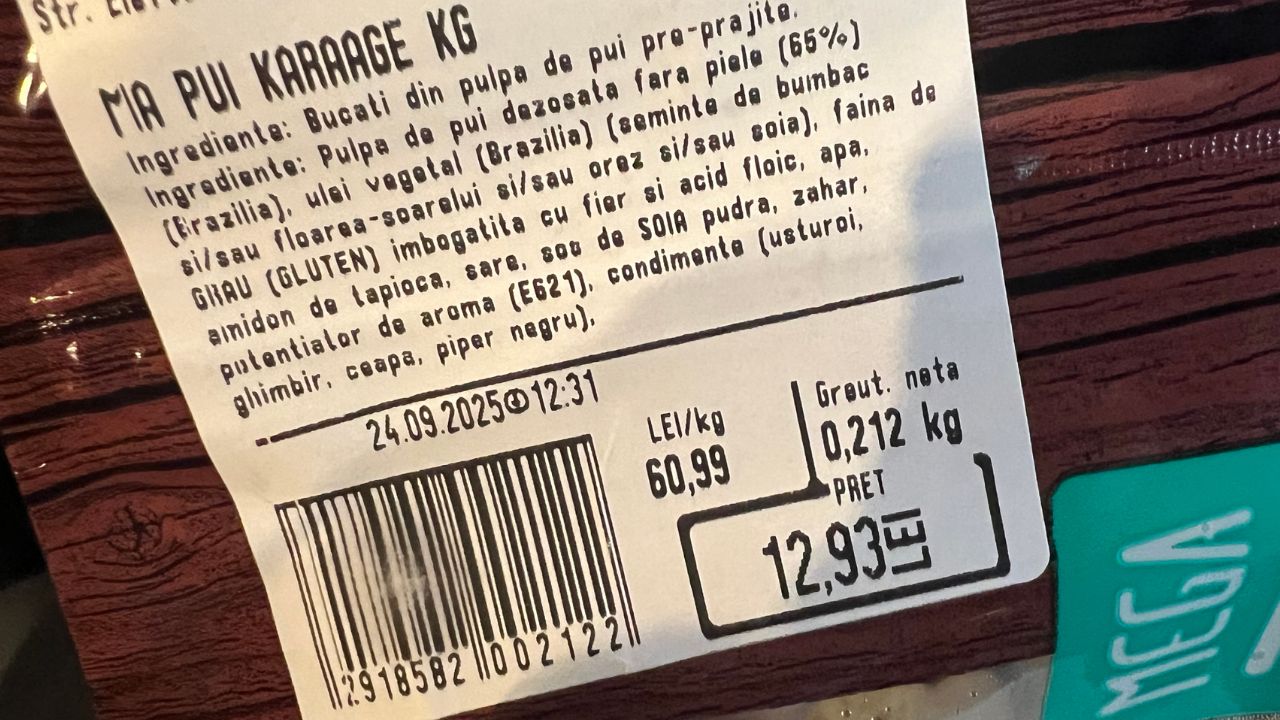 Str.
MA PUI KARAAGE KG
Ingrediente: Bucati din pulpa de pui pre-prajite.
Ingrediente: Pulpa de pui dezosata fara piele (65%)
(Brazilia), ulei vegetal (Brazilia) (seminte de bumbac
si/sau floarea-soarelui si/sau orez si/sau soia), faina de
GRAU (GLUTEN) imbogatita cu fier si acid floic, apa,
amidon de tapioca, sare, sos de SOIA pudra, zahar,
potentiator de aroma (E621), condimente (usturoi,
ghimbir, ceapa, piper negru),
24.09.2025 12:31
LEI/kg
60,99
Greut. neta
0,212 kg
PRET
12,93 LEI
2918582 002122
MEGA